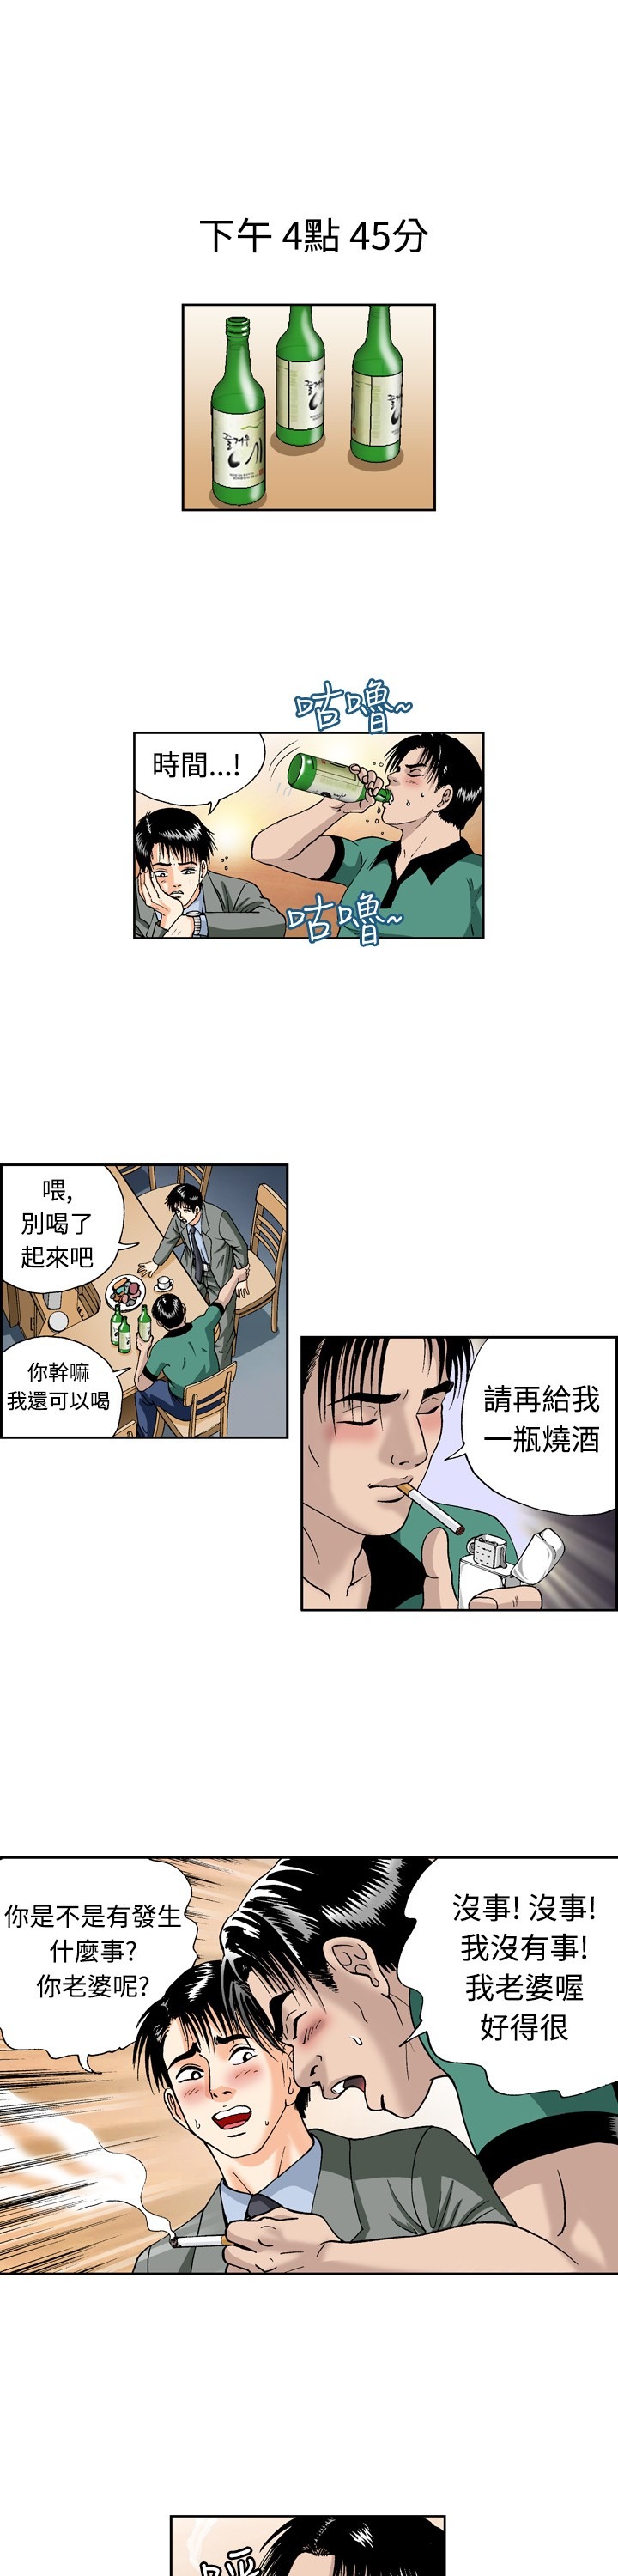 下午 4點 45分
즐거우
咕嚕~
時間...!
咕嚕~
喂,
別喝了
起來吧
你幹嘛
我還可以喝
請再給我
一瓶燒酒
你是不是有發生
什麼事?
你老婆呢?
沒事! 沒事!
我沒有事!
我老婆喔
好得很